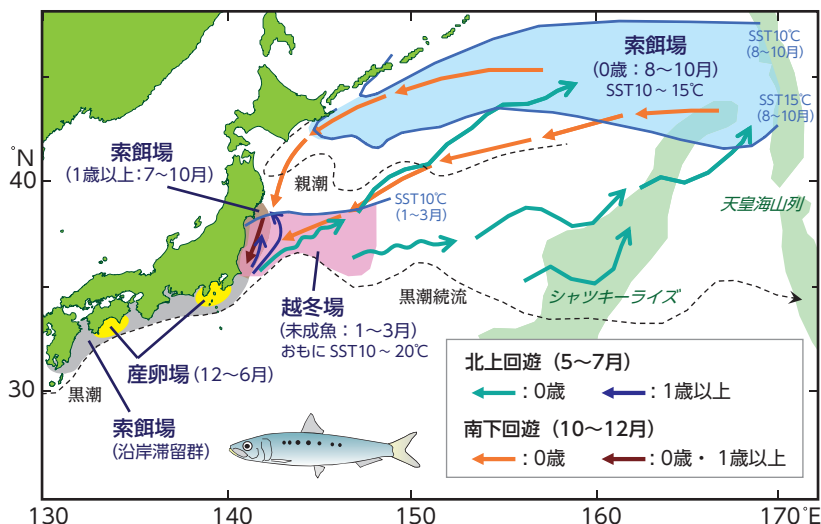 SST10℃
(8~10月)
索餌場
(0歳:8~10月)
SST10~15℃
SST15℃
(8~10月)
索餌場
(1歳以上:7~10月)
°N
40
親潮
SST10℃
(1~3月)
天皇海山列
越冬場
(未成魚:1~3月)
おもに SST10~20℃
黒潮続流
シャツキーライズ
産卵場(12~6月)
30
黒潮
索餌場
(沿岸滞留群)
北上回遊(5~7月)
:0歳
:1歳以上
南下回遊(10~12月)
:0歳
:0歳・1歳以上
130
140
150
160
170°E